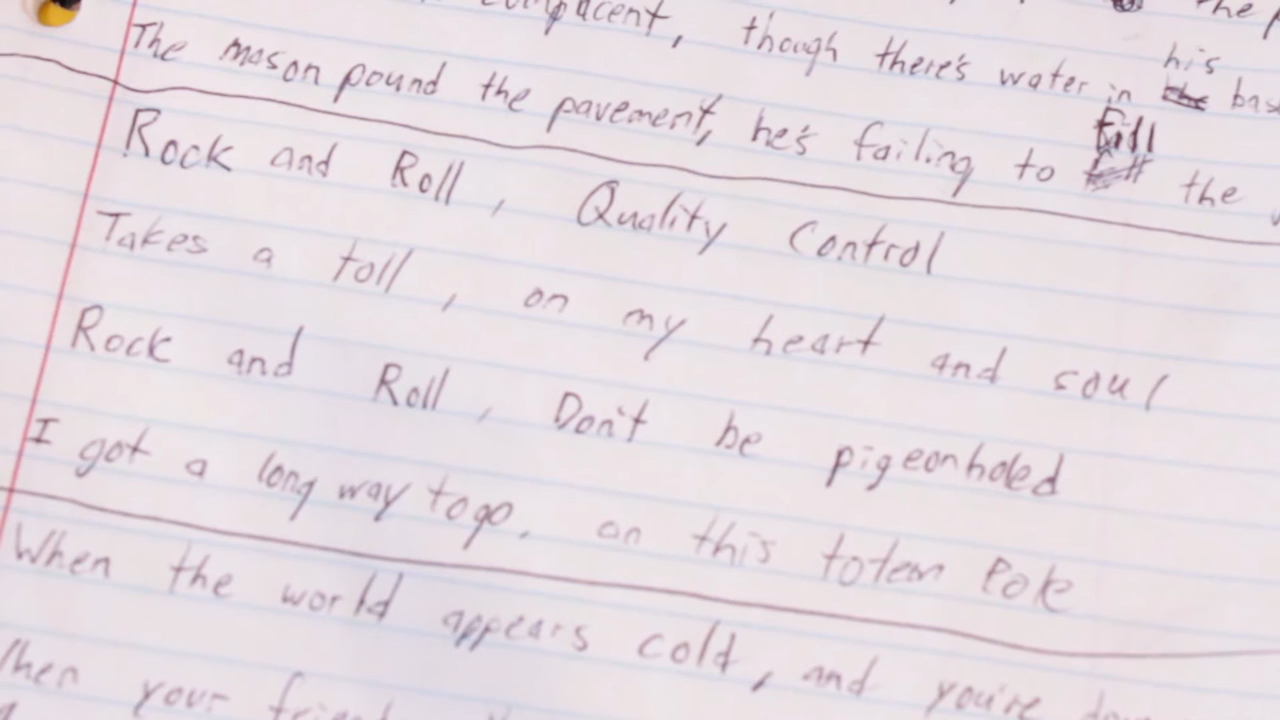 complacent, though there's water in his
The mason pound the pavement, he's failing to fill the
Rock and Roll, Quality Control
Takes a toll, on my heart and soul
Rock and Roll, Don't be pigeonholed
I got a long way to go, on this totem Pole
When the world appears cold, and you're
When your